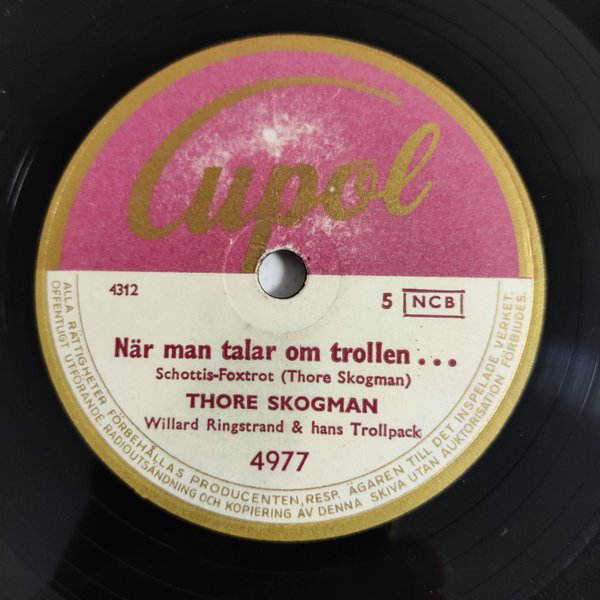 Cupol
4312
5 NCB
När man talar om trollen...
Schottis-Foxtrot (Thore Skogman)
THORE SKOGMAN
Willard Ringstrand & hans Trollpack
4977
ALLA RÄTTIGHETER FÖRBEHÅLLAS PRODUCENTEN, RESP. ÄGAREN TILL DET INSPELADE VERKET.
OFFENTLIGT UTFÖRANDE, RADIOUTSÄNDNING OCH KOPIERING AV DENNA SKIVA UTAN AUKTORISATION FÖRBJUDES.